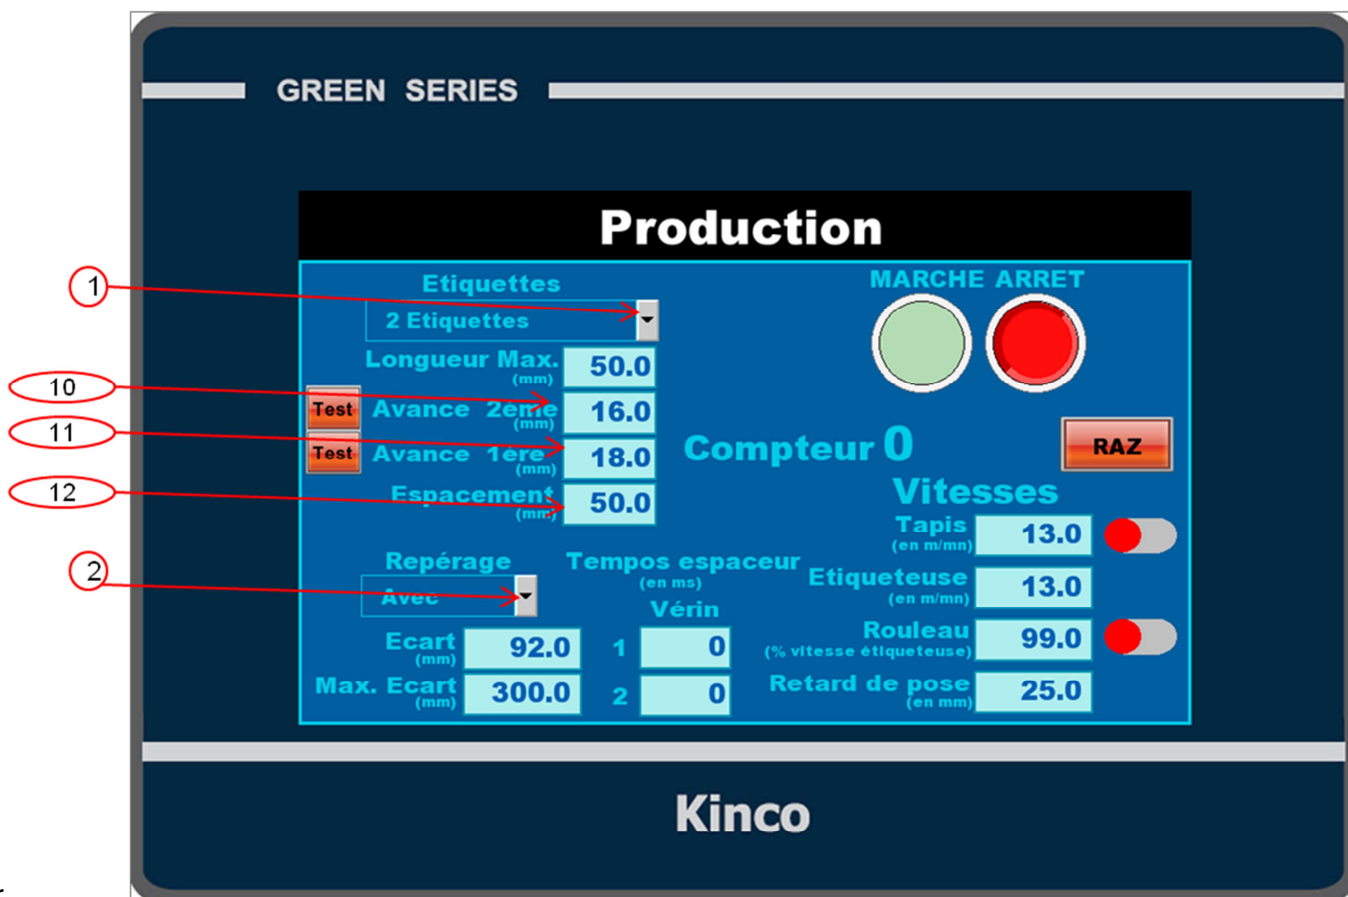 GREEN SERIES
Production
1
Etiquettes
2 Etiquettes
MARCHE ARRET
Longueur Max.
(mm)
50.0
10
Test
Avance 2ème
(mm)
16.0
11
Test
Avance 1ère
(mm)
18.0
Compteur 0
RAZ
12
Espacement
(mm)
50.0
Vitesses
Tapis
(en m/mn)
13.0
2
Repérage
Avec
Tempos espaceur
(en ms)
Vérin
Etiqueteuse
(en m/mn)
13.0
Ecart
(mm)
92.0
1
0
Rouleau
(% vitesse étiqueteuse)
99.0
Max. Ecart
(mm)
300.0
2
0
Retard de pose
(en mm)
25.0
Kinco